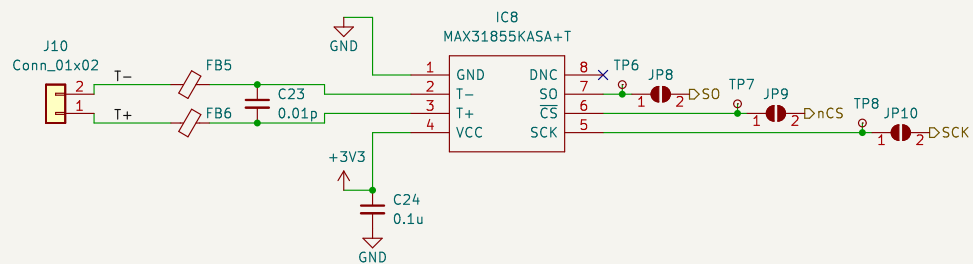 IC8
MAX31855KASA+T
J10
Conn_01x02
GND
T-
FB5
2
1
T+
FB6
C23
0.01p
1 GND
2 T-
3 T+
4 VCC
DNC 8
SO 7
CS 6
SCK 5
TP6
JP8
1 2
SO
TP7
JP9
1 2
nCS
TP8
JP10
1 2
SCK
+3V3
C24
0.1u
GND